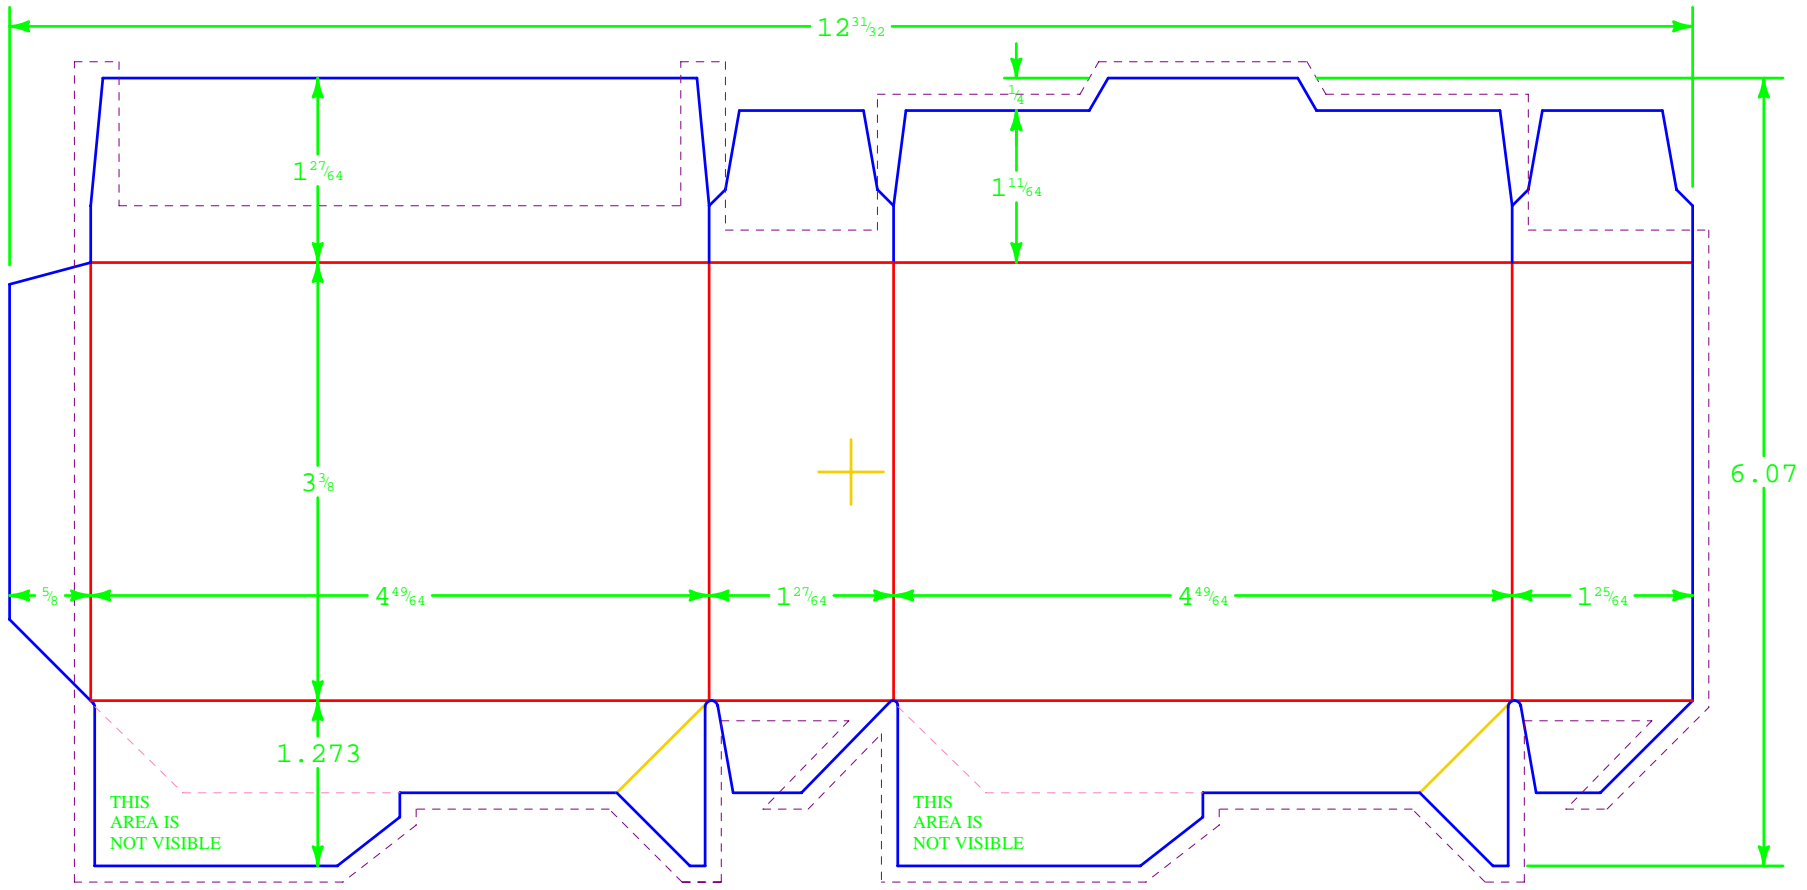 12 31/32
1/4
1 27/64
1 11/64
3 3/8
6.07
5/8
4 49/64
1 27/64
4 49/64
1 25/64
1.273
THIS
AREA IS
NOT VISIBLE
THIS
AREA IS
NOT VISIBLE